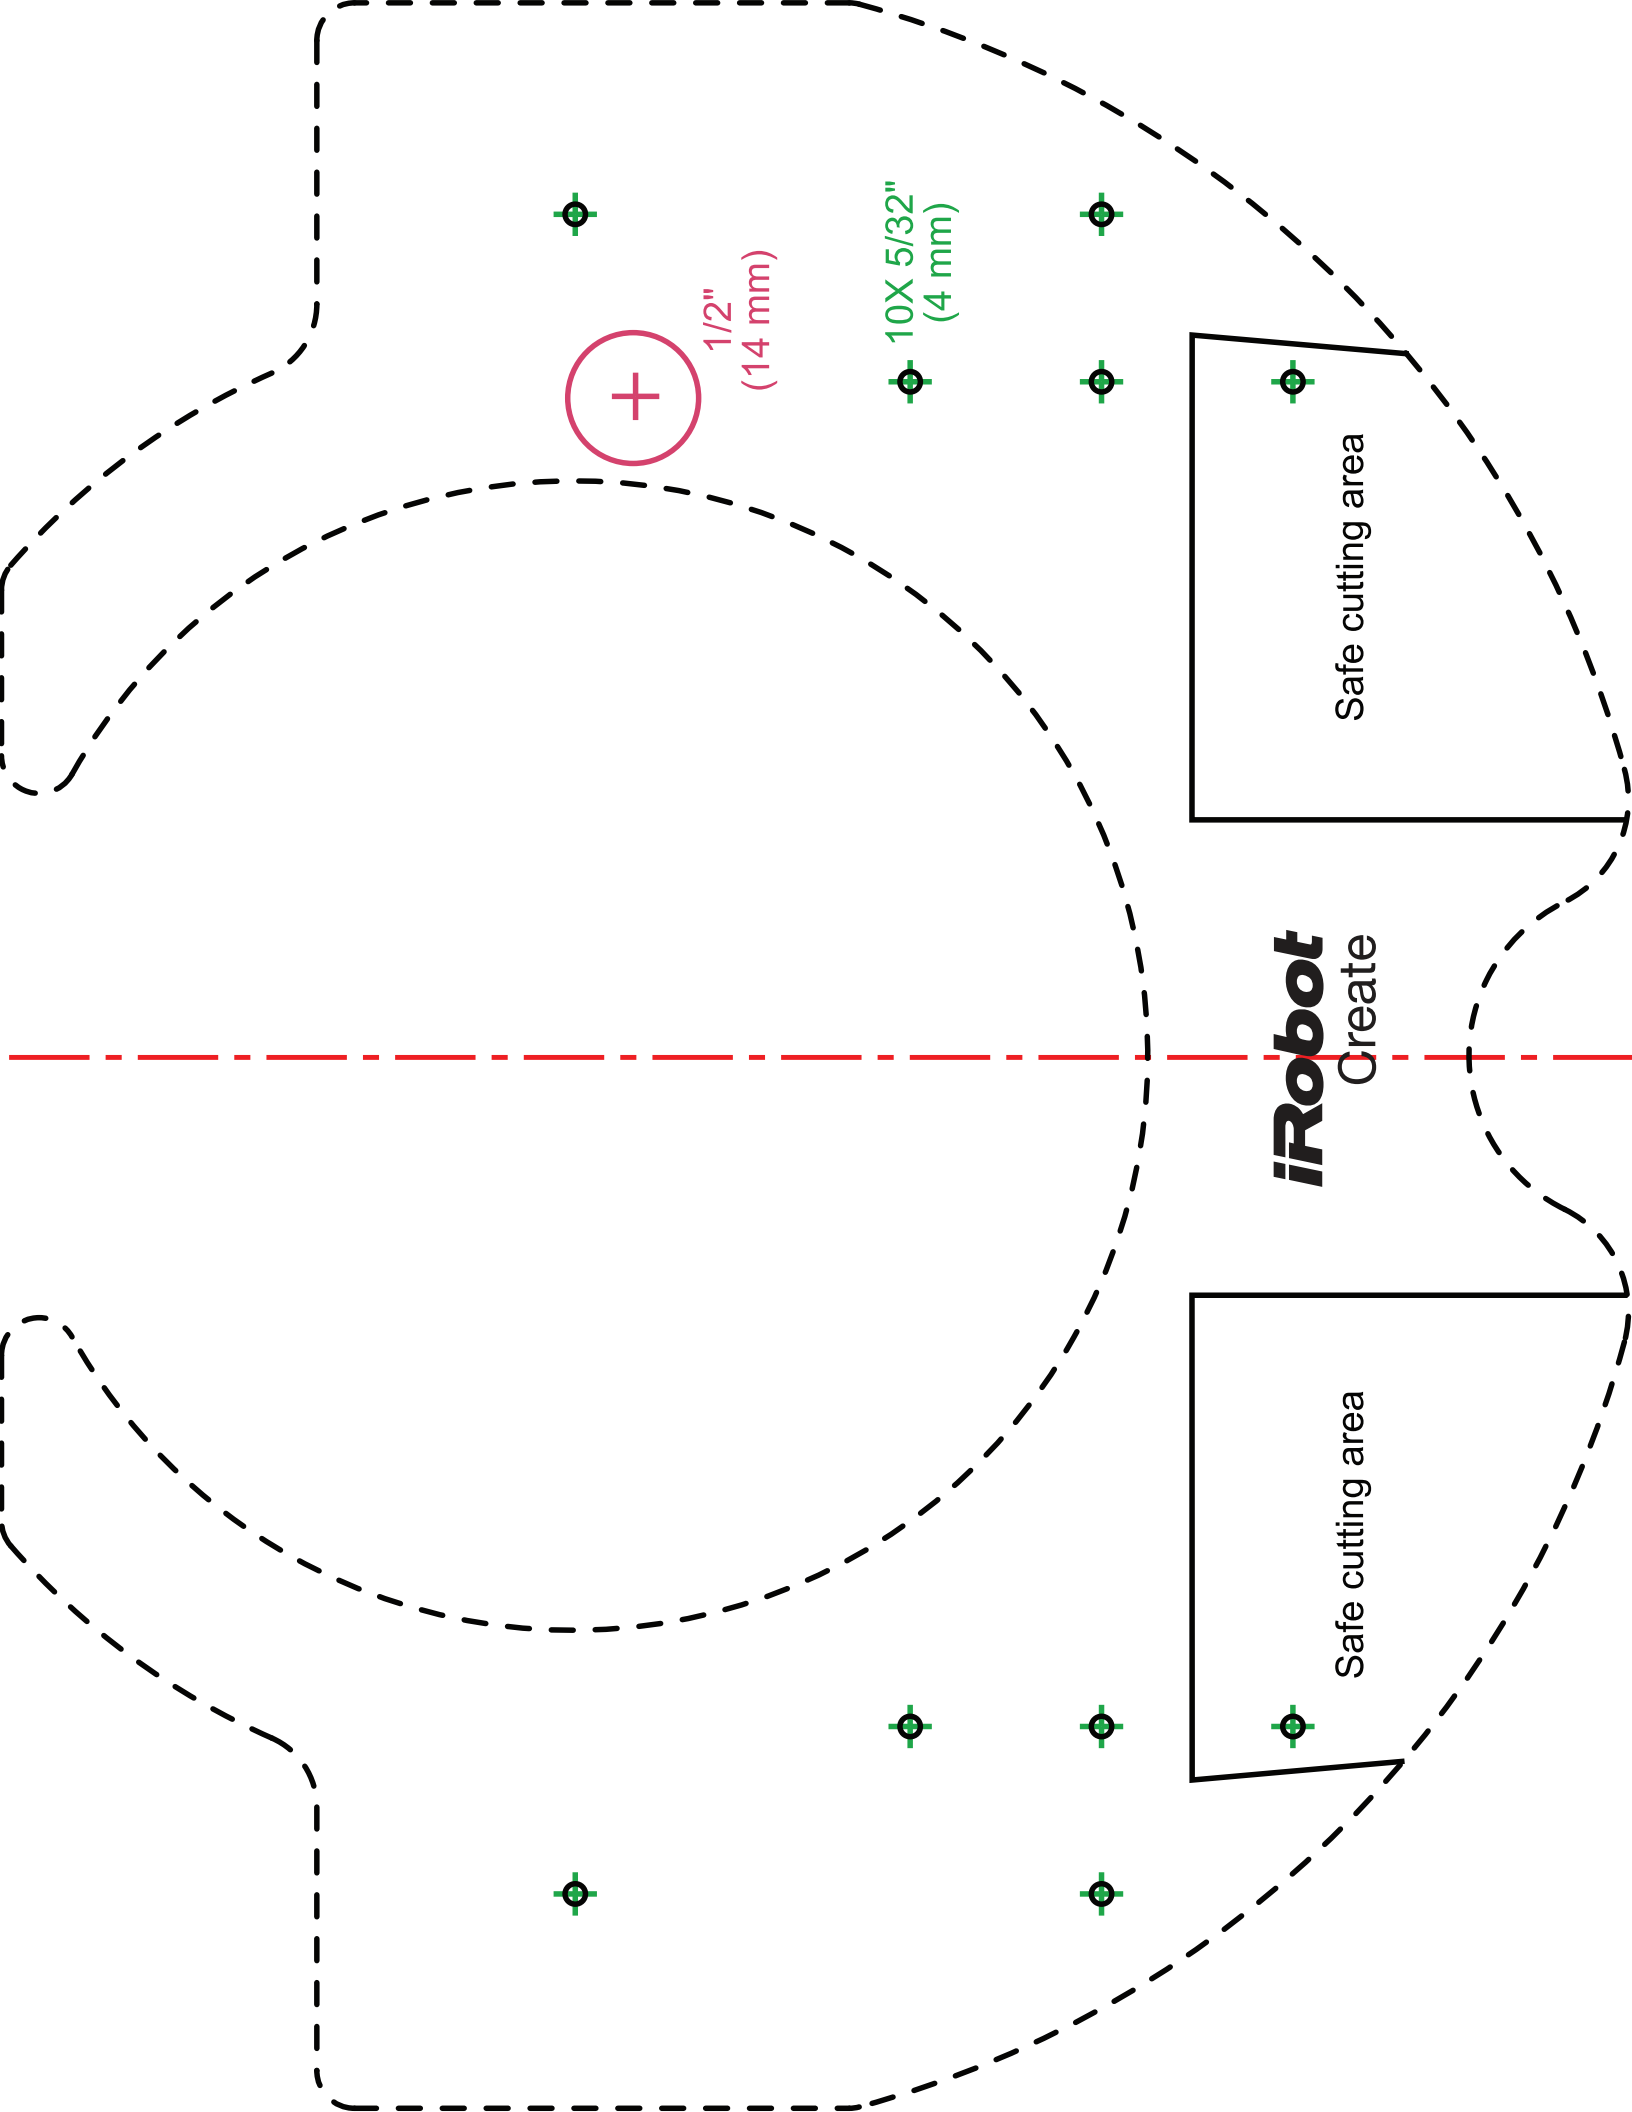 1/2"
(14 mm)
10X 5/32"
(4 mm)
Safe cutting area
iRobot
Create
Safe cutting area